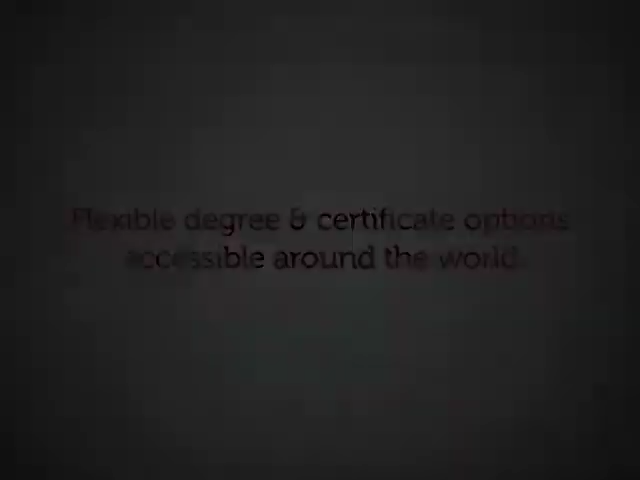 Flexible degree & certificate options
accessible around the world